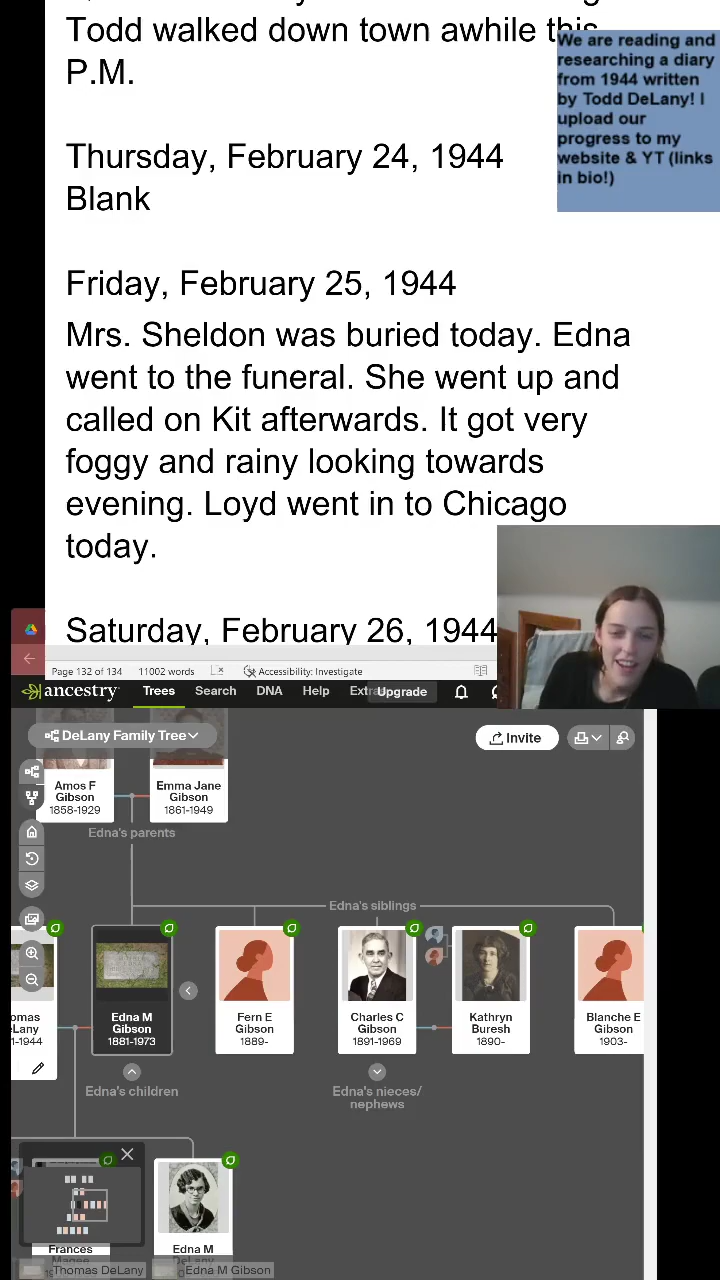 Todd walked down town awhile this
P.M.
We are reading and
researching a diary
from 1944 written
by Todd DeLany! I
upload our
progress to my
website & YT (links
in bio!)
Thursday, February 24, 1944
Blank
Friday, February 25, 1944
Mrs. Sheldon was buried today. Edna
went to the funeral. She went up and
called on Kit afterwards. It got very
foggy and rainy looking towards
evening. Loyd went in to Chicago
today.
Saturday, February 26, 1944
Page 132 of 134 11002 words Accessibility: Investigate
ancestry Trees Search DNA Help Extra Upgrade
DeLany Family Tree Invite
Amos F
Gibson
1858-1929
Emma Jane
Gibson
1861-1949
Edna's parents
Edna's siblings
omas
eLany
1-1944
Edna M
Gibson
1881-1973
Fern E
Gibson
1889-
Charles C
Gibson
1891-1969
Kathryn
Buresh
1890-
Blanche E
Gibson
1903-
Edna's children
Edna's nieces/
nephews
Frances
Edna M
Thomas DeLany Edna M Gibson